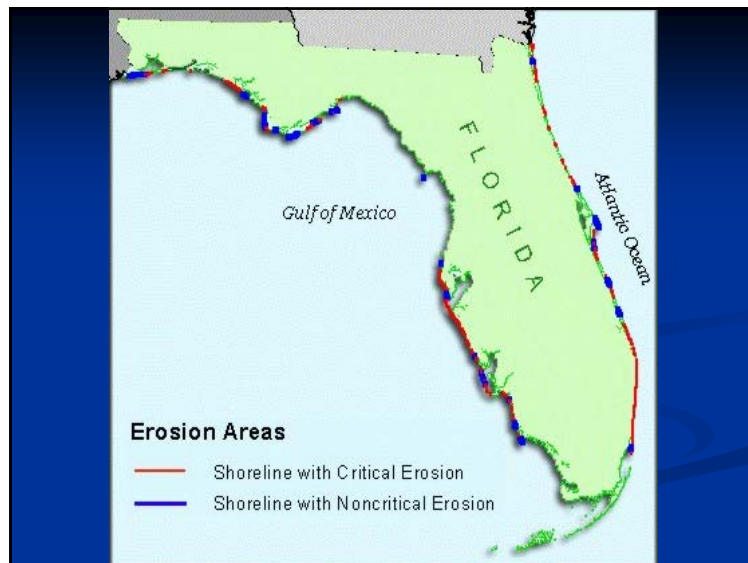 FLORIDA
Gulf of Mexico
Atlantic Ocean
Erosion Areas
Shoreline with Critical Erosion
Shoreline with Noncritical Erosion